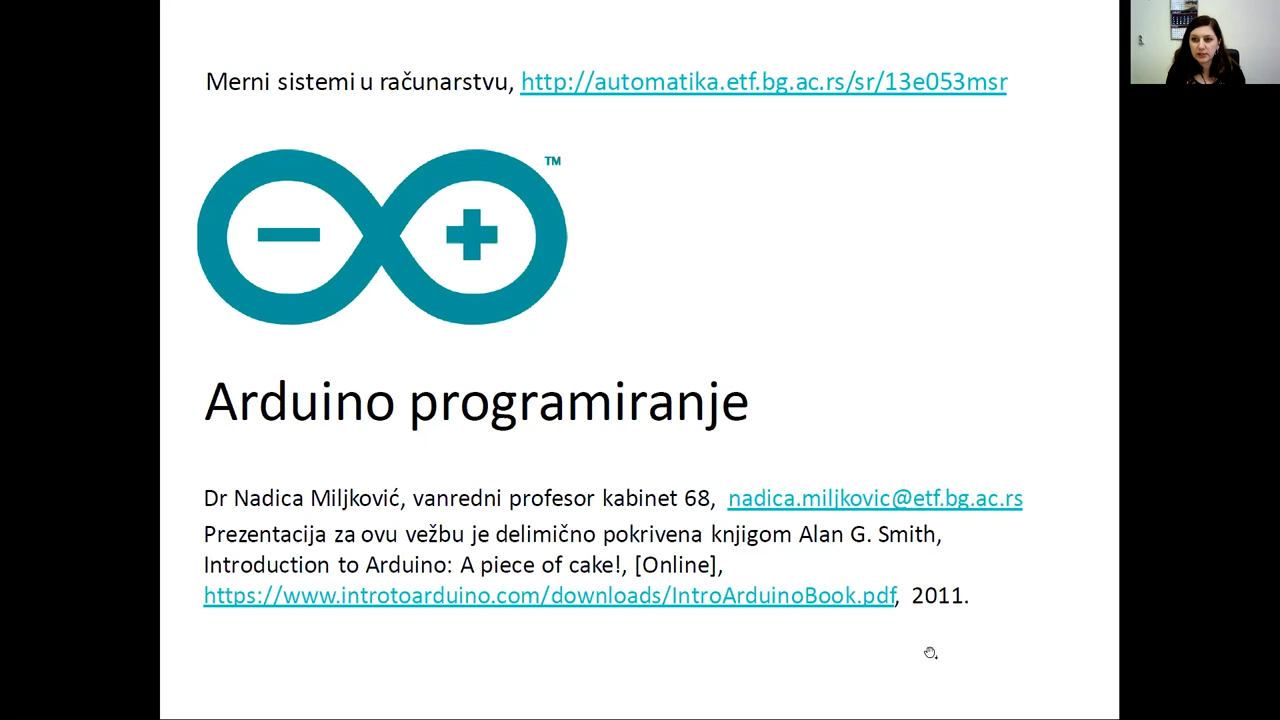 Merni sistemi u računarstvu, http://automatika.etf.bg.ac.rs/sr/13e053msr
TM
Arduino programiranje
Dr Nadica Miljković, vanredni profesor kabinet 68, nadica.miljkovic@etf.bg.ac.rs
Prezentacija za ovu vežbu je delimično pokrivena knjigom Alan G. Smith,
Introduction to Arduino: A piece of cake!, [Online],
https://www.introtoarduino.com/downloads/IntroArduinoBook.pdf, 2011.